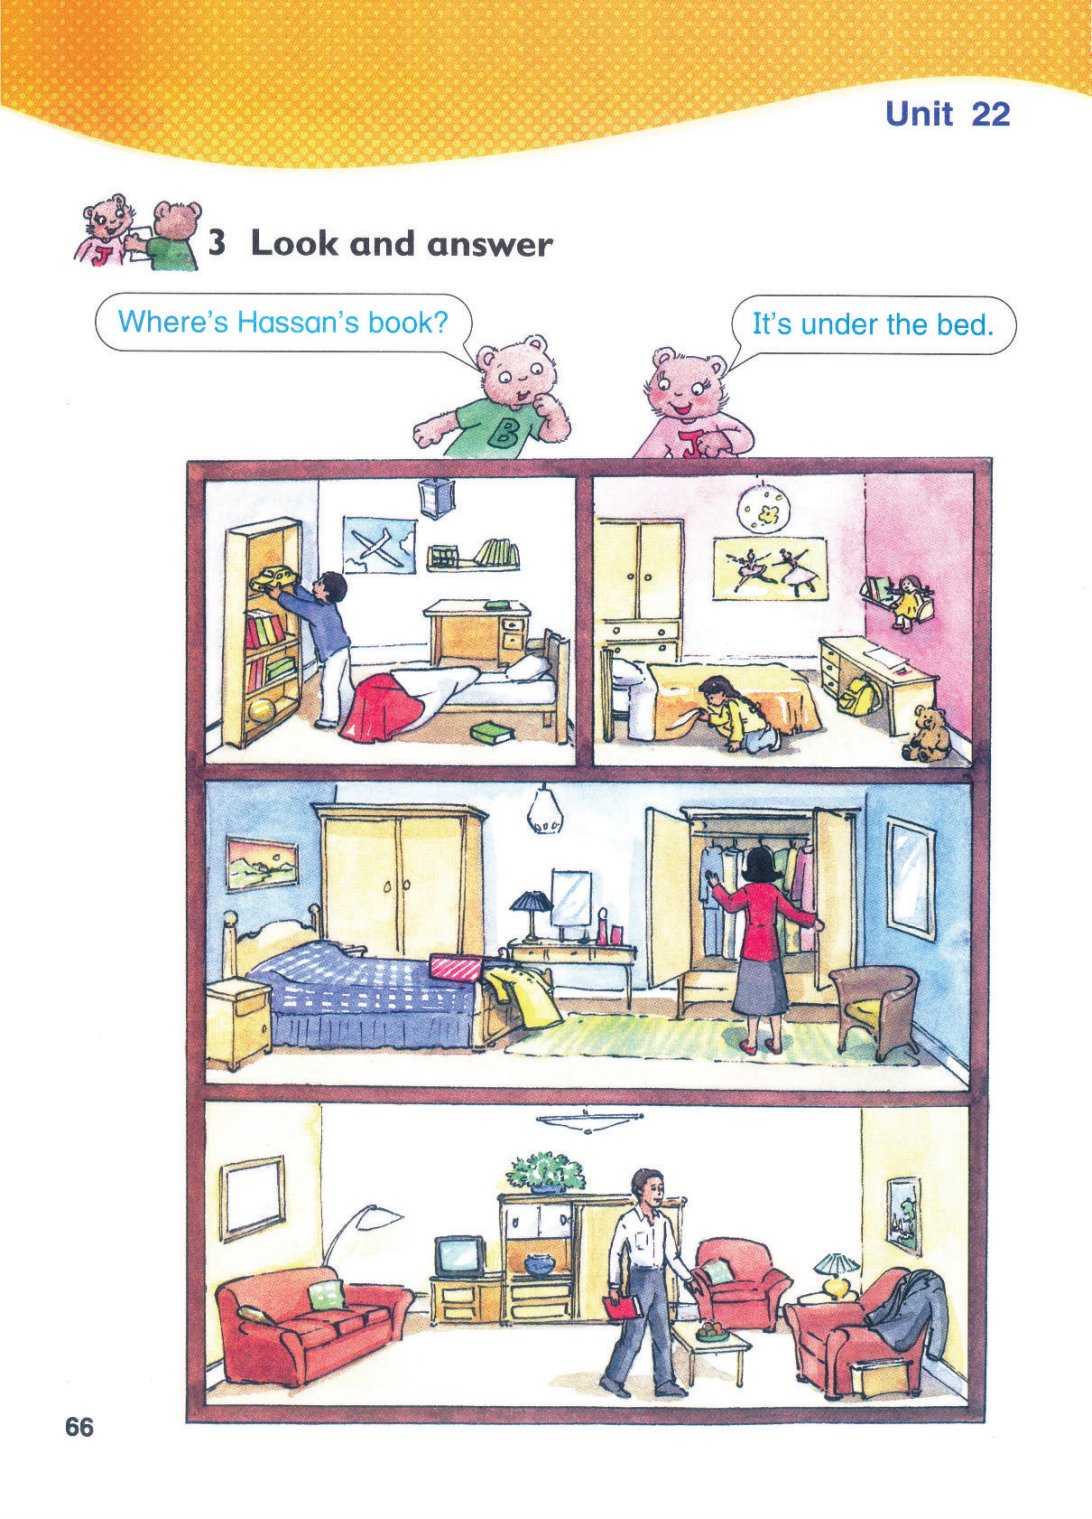 Unit 22
3 Look and answer
Where's Hassan's book?
It's under the bed.
B
J
J
66